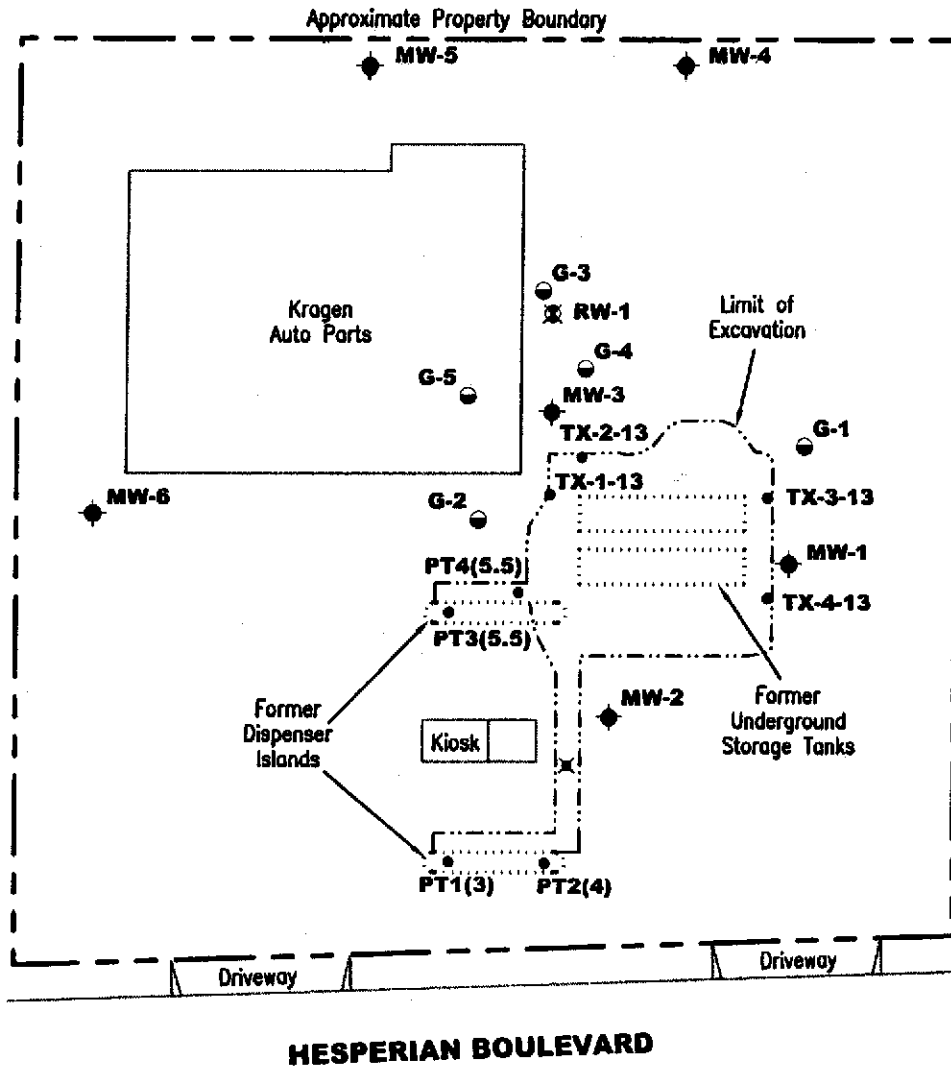 Approximate Property Boundary
MW-5
MW-4
G-3
RW-1
Kragen
Auto Parts
Limit of
Excavation
G-4
G-5
MW-3
TX-2-13
G-1
TX-1-13
TX-3-13
MW-6
G-2
MW-1
PT4(5.5)
TX-4-13
PT3(5.5)
MW-2
Former
Underground
Storage Tanks
Former
Dispenser
Islands
Kiosk
PT1(3)
PT2(4)
Driveway
Driveway
HESPERIAN BOULEVARD